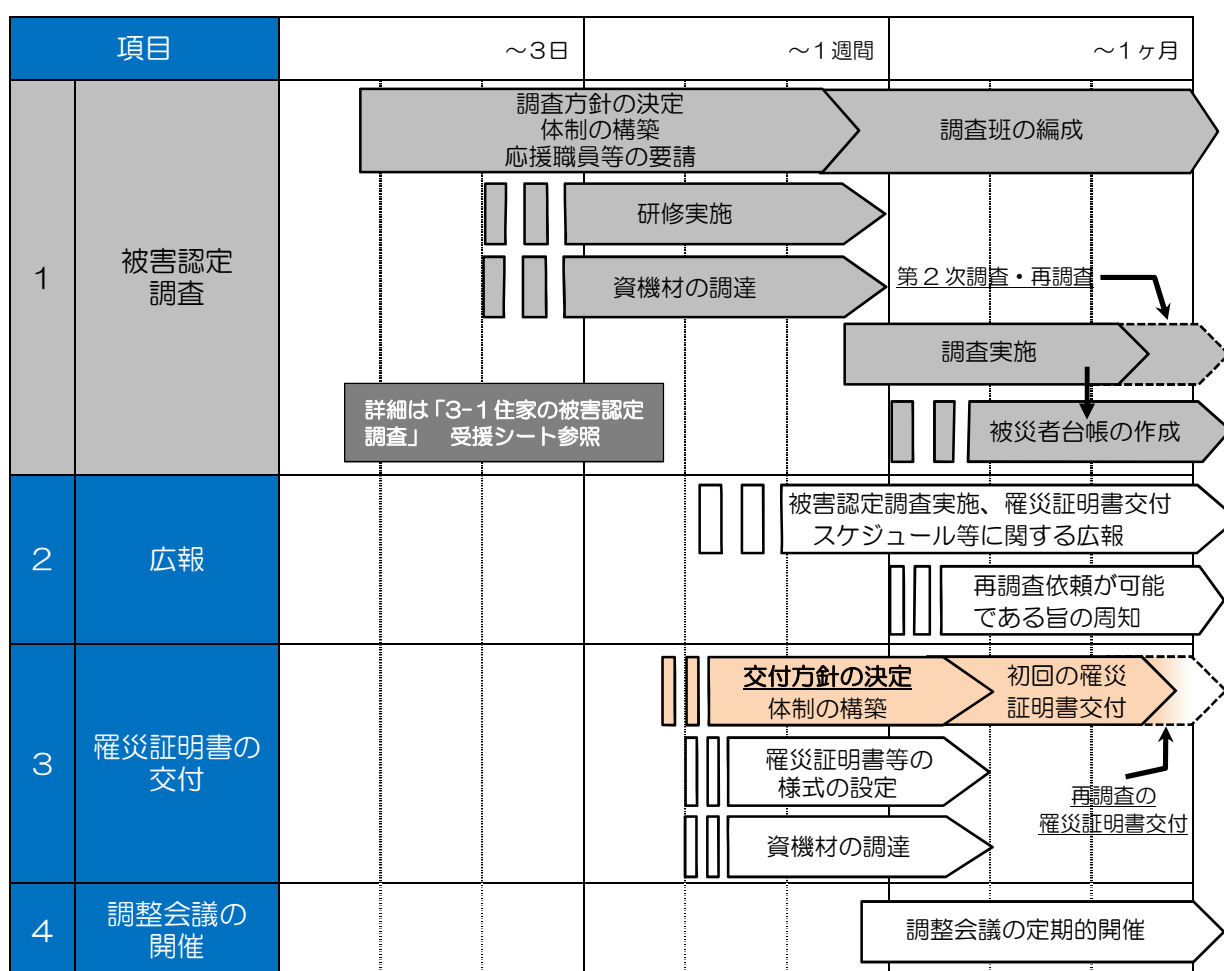 項目
～3日
～1週間
～1ヶ月
1
被害認定
調査
調査方針の決定
体制の構築
応援職員等の要請
調査班の編成
研修実施
資機材の調達
第2次調査・再調査
調査実施
詳細は「3-1住家の被害認定
調査」 受援シート参照
被災者台帳の作成
2
広報
被害認定調査実施、罹災証明書交付
スケジュール等に関する広報
再調査依頼が可能
である旨の周知
3
罹災証明書の
交付
交付方針の決定
体制の構築
初回の罹災
証明書交付
罹災証明書等の
様式の設定
再調査の
罹災証明書交付
資機材の調達
4
調整会議の
開催
調整会議の定期的開催